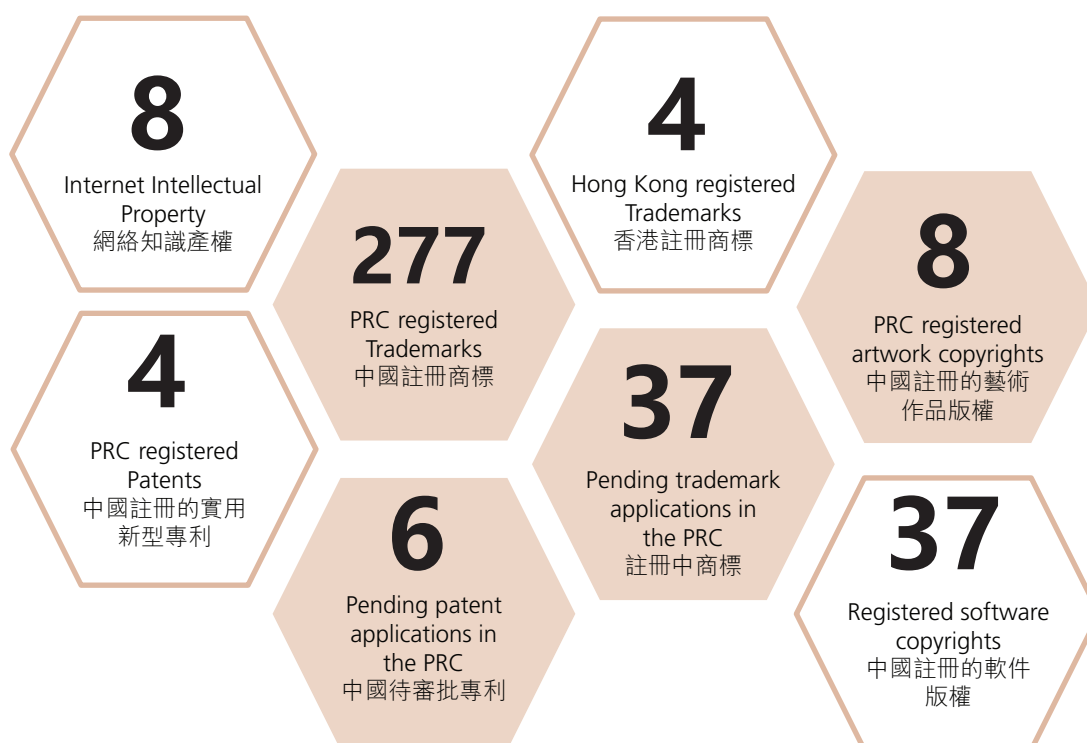 8
Internet Intellectual
Property
網絡知識產權
4
Hong Kong registered
Trademarks
香港註冊商標
277
PRC registered
Trademarks
中國註冊商標
8
PRC registered
artwork copyrights
中國註冊的藝術
作品版權
4
PRC registered
Patents
中國註冊的實用
新型專利
37
Pending trademark
applications in
the PRC
註冊中商標
6
Pending patent
applications in
the PRC
中國待審批專利
37
Registered software
copyrights
中國註冊的軟件
版權